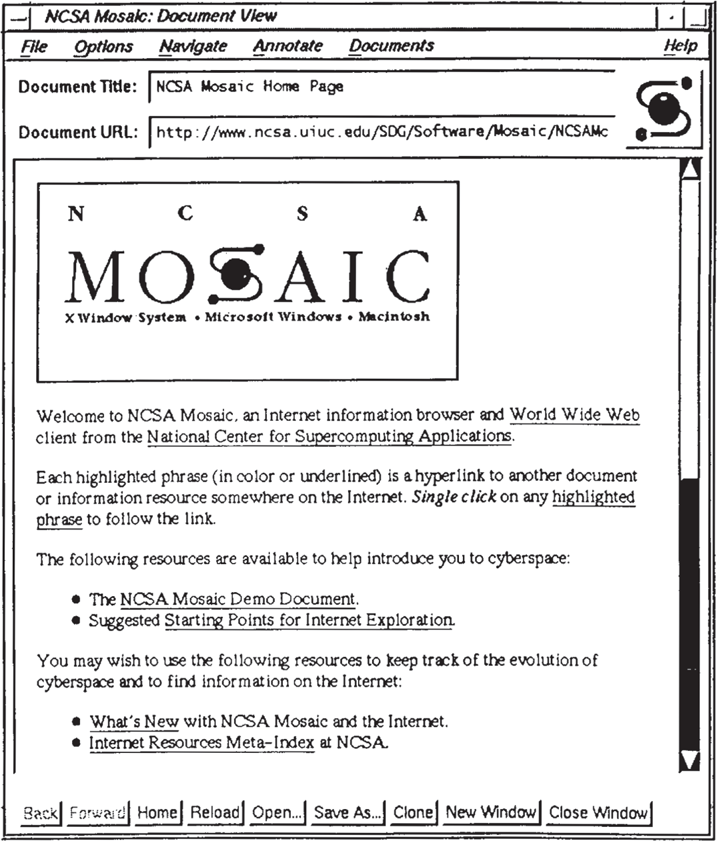 NCSA Mosaic: Document View
File Options Navigate Annotate Documents Help
Document Title: NCSA Mosaic Home Page
Document URL: http://www.ncsa.uiuc.edu/SDG/Software/Mosaic/NCSAMc
N C S A
MOSAIC
X Window System • Microsoft Windows • Macintosh
Welcome to NCSA Mosaic, an Internet information browser and World Wide Web
client from the National Center for Supercomputing Applications.
Each highlighted phrase (in color or underlined) is a hyperlink to another document
or information resource somewhere on the Internet. Single click on any highlighted
phrase to follow the link.
The following resources are available to help introduce you to cyberspace:
• The NCSA Mosaic Demo Document.
• Suggested Starting Points for Internet Exploration.
You may wish to use the following resources to keep track of the evolution of
cyberspace and to find information on the Internet:
• What's New with NCSA Mosaic and the Internet.
• Internet Resources Meta-Index at NCSA.
Back Forward Home Reload Open... Save As... Clone New Window Close Window